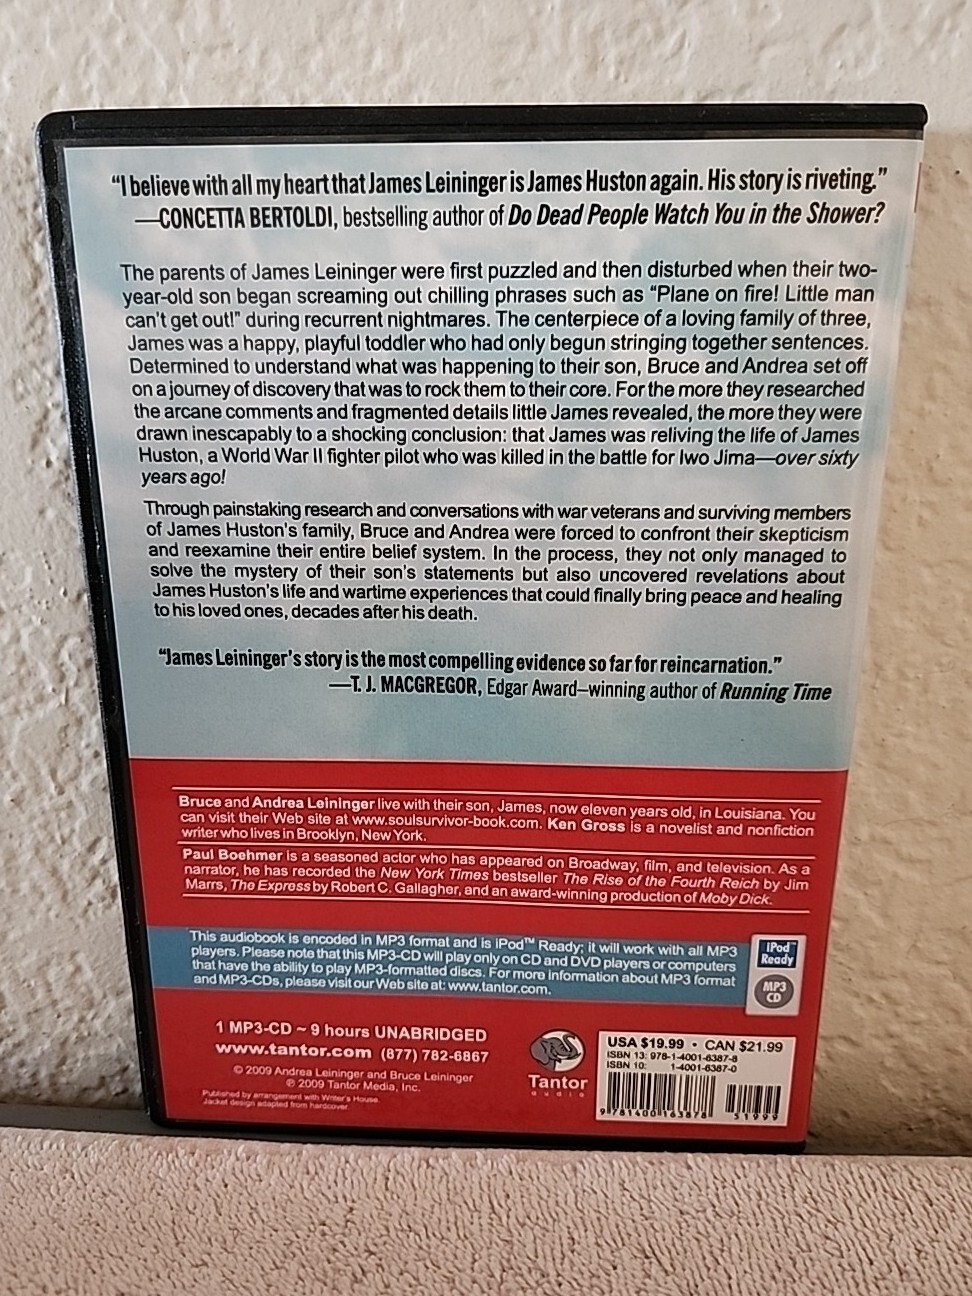 "I believe with all my heart that James Leininger is James Huston again. His story is riveting."
—CONCETTA BERTOLDI, bestselling author of Do Dead People Watch You in the Shower?
The parents of James Leininger were first puzzled and then disturbed when their two-
year-old son began screaming out chilling phrases such as "Plane on fire! Little man
can't get out!" during recurrent nightmares. The centerpiece of a loving family of three,
James was a happy, playful toddler who had only begun stringing together sentences.
Determined to understand what was happening to their son, Bruce and Andrea set off
on a journey of discovery that was to rock them to their core. For the more they researched
the arcane comments and fragmented details little James revealed, the more they were
drawn inescapably to a shocking conclusion: that James was reliving the life of James
Huston, a World War II fighter pilot who was killed in the battle for Iwo Jima—over sixty
years ago!
Through painstaking research and conversations with war veterans and surviving members
of James Huston's family, Bruce and Andrea were forced to confront their skepticism
and reexamine their entire belief system. In the process, they not only managed to
solve the mystery of their son's statements but also uncovered revelations about
James Huston's life and wartime experiences that could finally bring peace and healing
to his loved ones, decades after his death.
"James Leininger's story is the most compelling evidence so far for reincarnation."
—T. J. MACGREGOR, Edgar Award–winning author of Running Time
Bruce and Andrea Leininger live with their son, James, now eleven years old, in Louisiana. You
can visit their Web site at www.soulsurvivor-book.com. Ken Gross is a novelist and nonfiction
writer who lives in Brooklyn, New York.
Paul Boehmer is a seasoned actor who has appeared on Broadway, film, and television. As a
narrator, he has recorded the New York Times bestseller The Rise of the Fourth Reich by Jim
Marrs, The Express by Robert C. Gallagher, and an award-winning production of Moby Dick.
This audiobook is encoded in MP3 format and is iPod™ Ready; it will work with all MP3
players. Please note that this MP3-CD will play only on CD and DVD players or computers
that have the ability to play MP3-formatted discs. For more information about MP3 format
and MP3-CDs, please visit our Web site at: www.tantor.com.
iPod™
Ready
MP3
CD
1 MP3-CD ~ 9 hours UNABRIDGED
www.tantor.com (877) 782-6867
© 2009 Andrea Leininger and Bruce Leininger
℗ 2009 Tantor Media, Inc.
Published by arrangement with Writer's House.
Jacket design adapted from hardcover.
Tantor
audio
USA $19.99 • CAN $21.99
ISBN 13: 978-1-4001-6387-8
ISBN 10: 1-4001-6387-0
9 781400 163878
51999